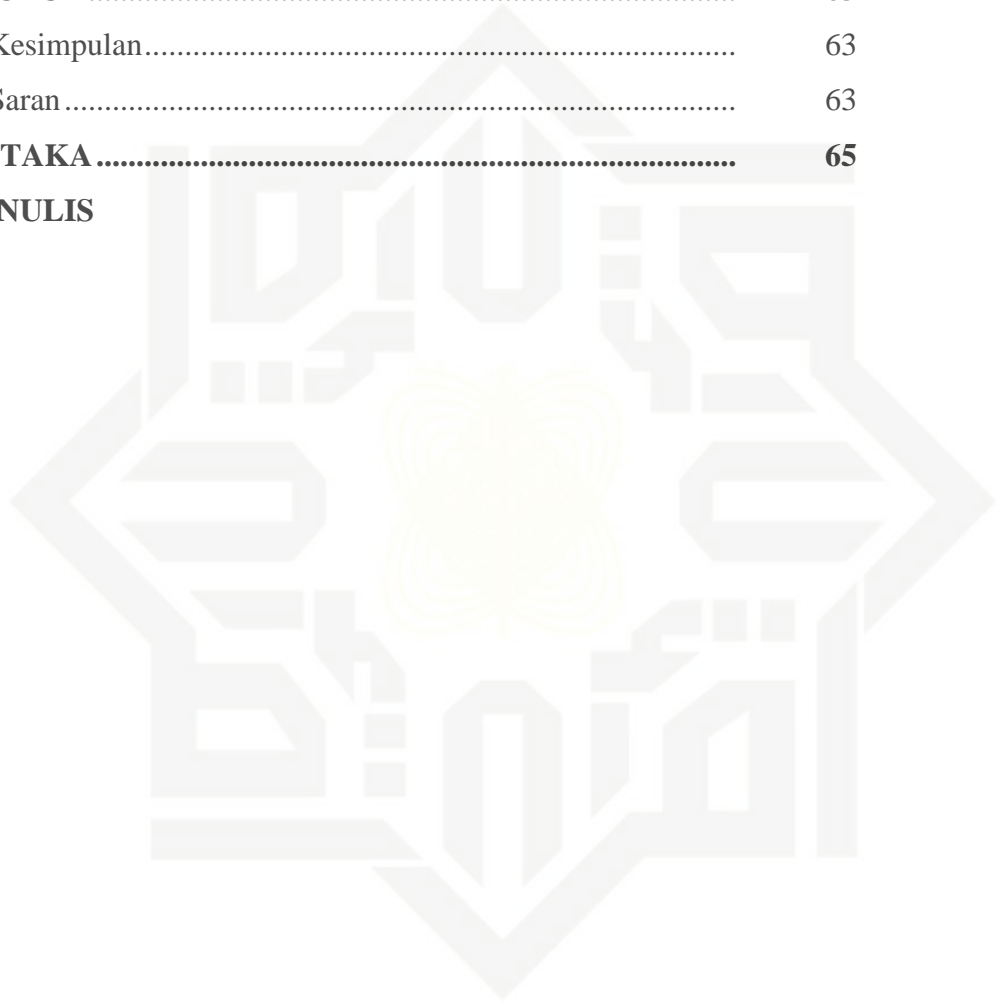 Kesimpulan.......................................................................... 63
Saran.................................................................................... 63
TAKA................................................................................ 65
NULIS